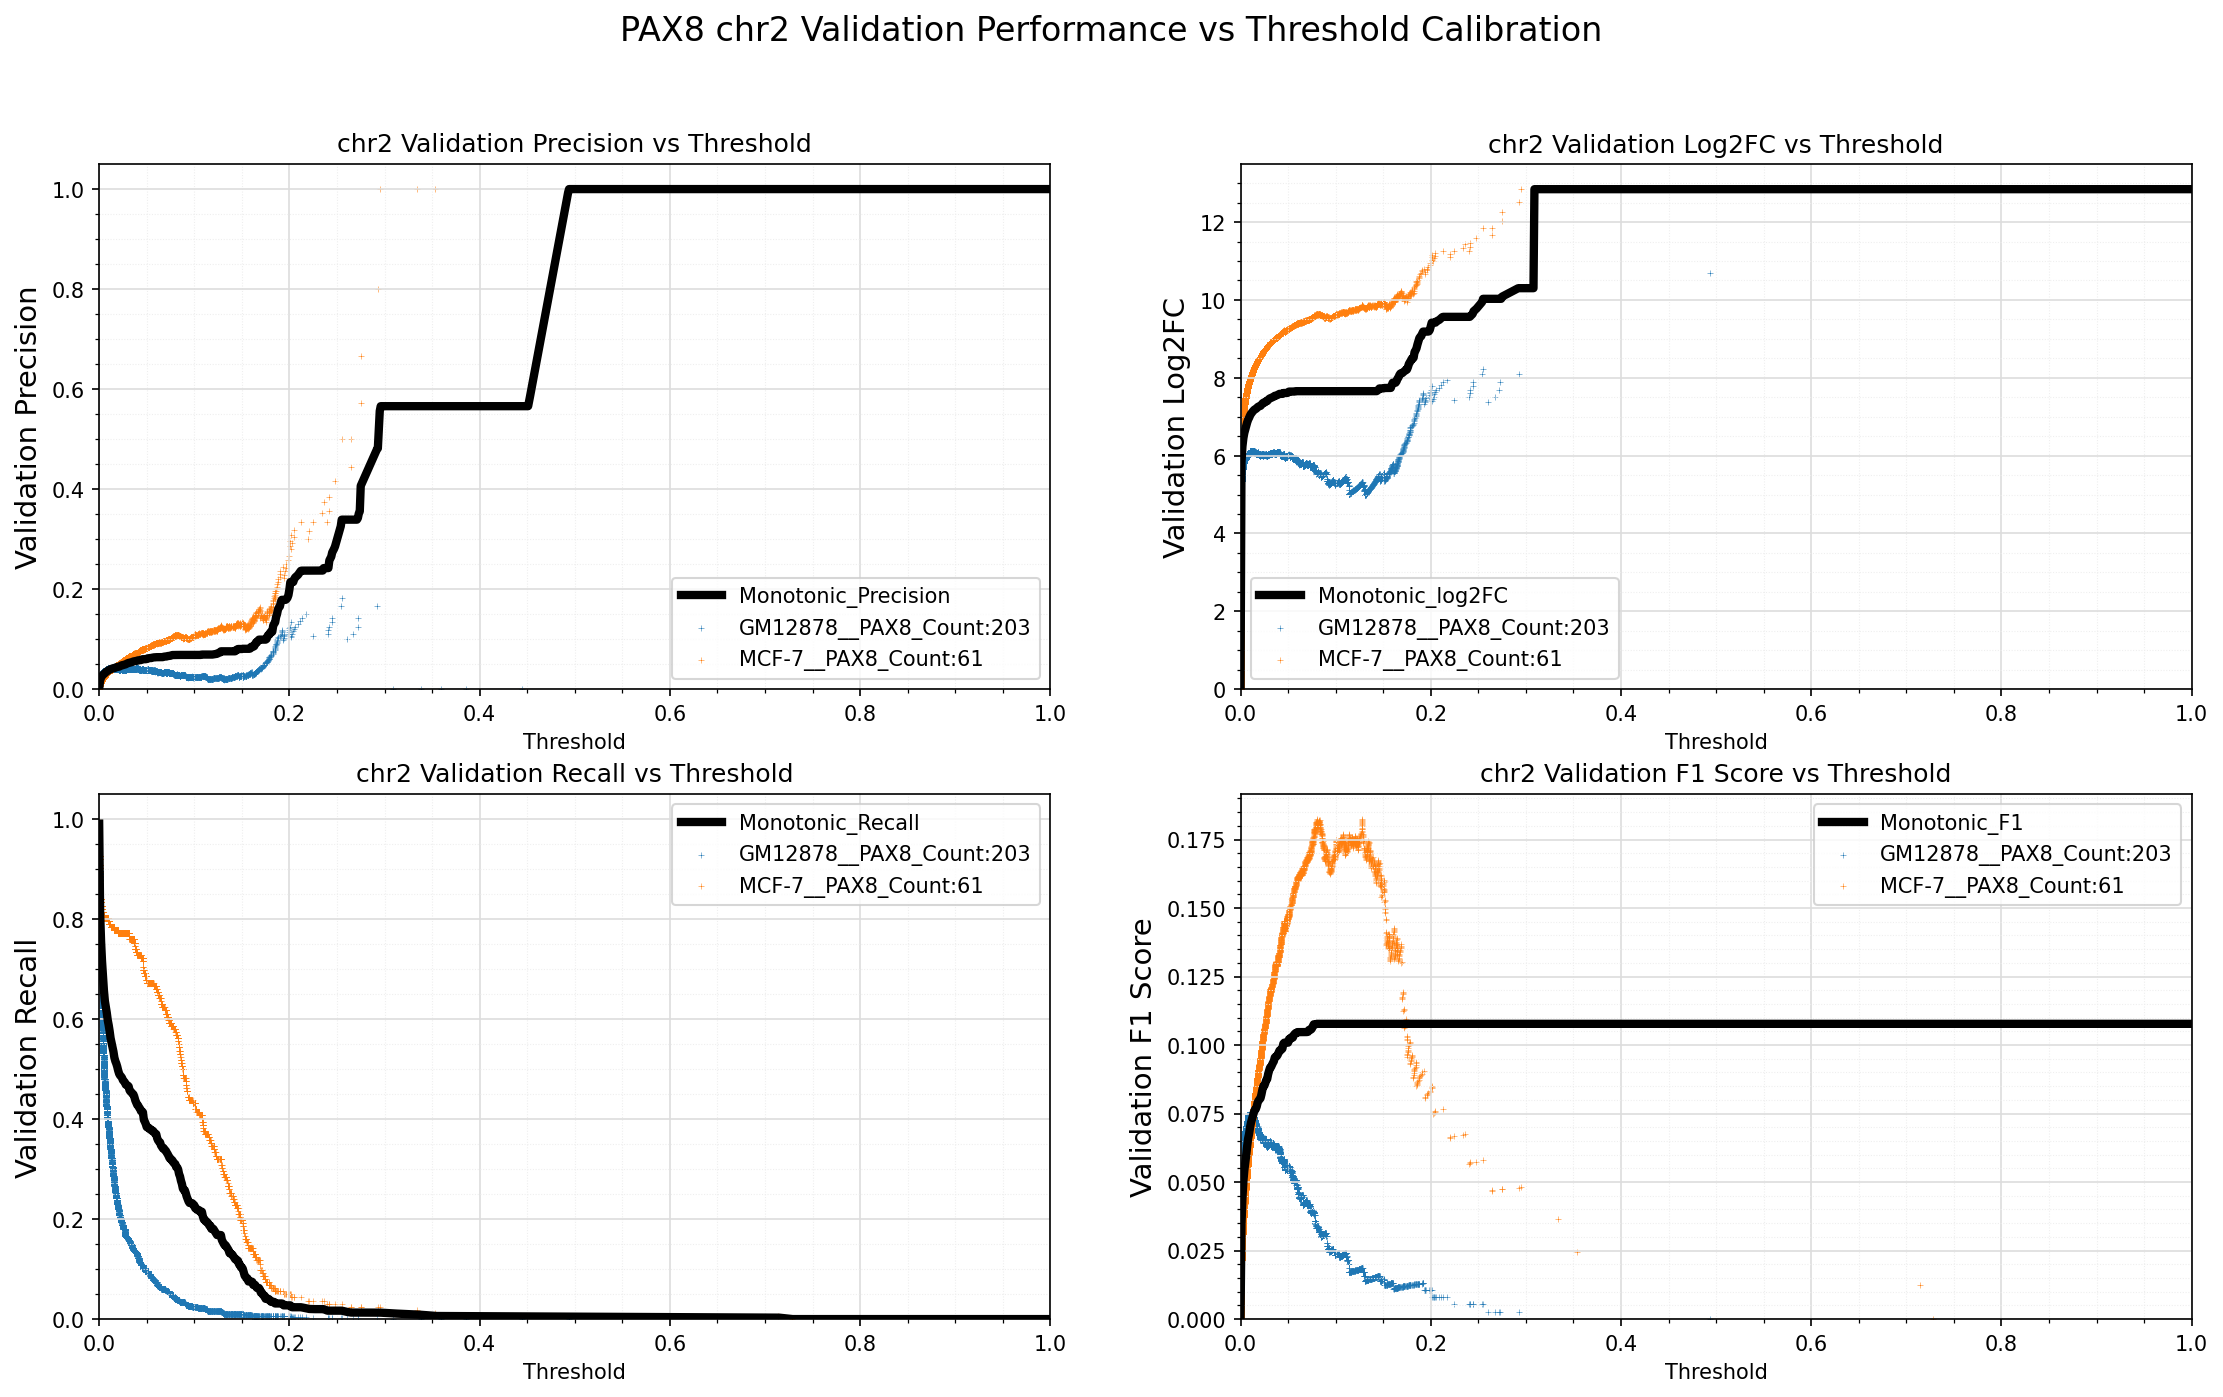 PAX8 chr2 Validation Performance vs Threshold Calibration
chr2 Validation Precision vs Threshold
Validation Precision
1.0
0.8
0.6
0.4
0.2
0.0
Monotonic_Precision
GM12878__PAX8_Count:203
MCF-7__PAX8_Count:61
0.0 0.2 0.4 0.6 0.8 1.0
Threshold
chr2 Validation Log2FC vs Threshold
Validation Log2FC
12
10
8
6
4
2
0
Monotonic_log2FC
GM12878__PAX8_Count:203
MCF-7__PAX8_Count:61
0.0 0.2 0.4 0.6 0.8 1.0
Threshold
chr2 Validation Recall vs Threshold
Validation Recall
1.0
0.8
0.6
0.4
0.2
0.0
Monotonic_Recall
GM12878__PAX8_Count:203
MCF-7__PAX8_Count:61
0.0 0.2 0.4 0.6 0.8 1.0
Threshold
chr2 Validation F1 Score vs Threshold
Validation F1 Score
0.175
0.150
0.125
0.100
0.075
0.050
0.025
0.000
Monotonic_F1
GM12878__PAX8_Count:203
MCF-7__PAX8_Count:61
0.0 0.2 0.4 0.6 0.8 1.0
Threshold